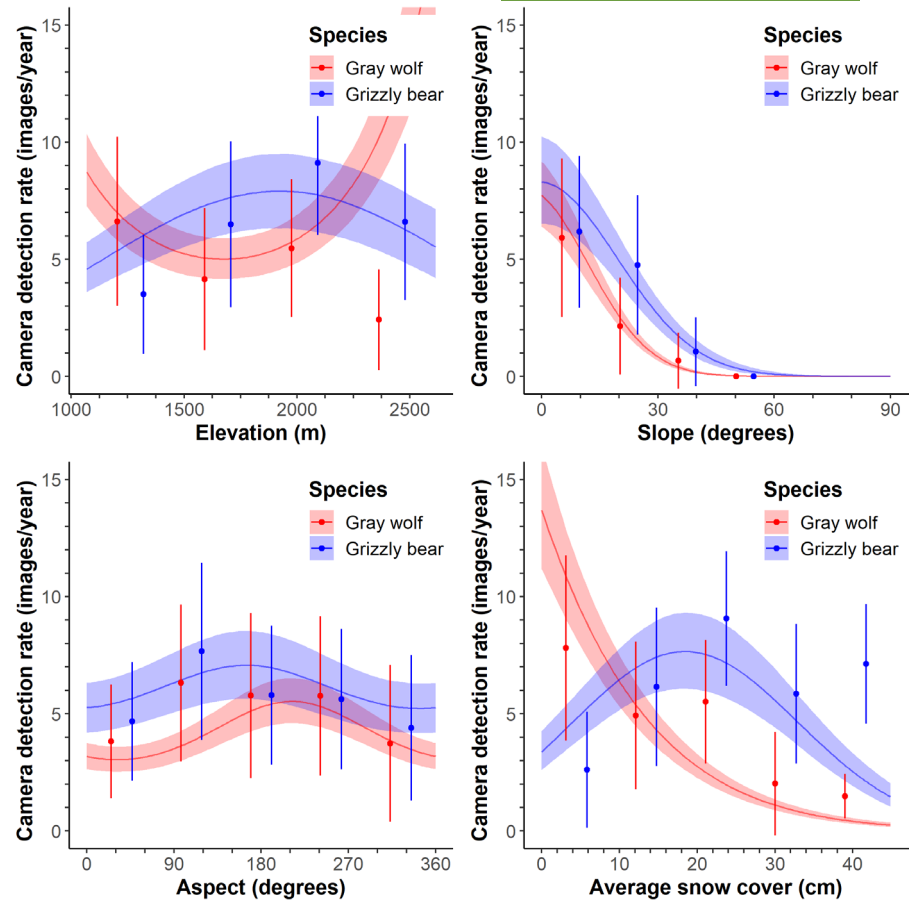 Camera detection rate (images/year)
15
10
5
0
1000
1500
2000
2500
Elevation (m)
Species
Gray wolf
Grizzly bear
Camera detection rate (images/year)
15
10
5
0
0
30
60
90
Slope (degrees)
Species
Gray wolf
Grizzly bear
Camera detection rate (images/year)
15
10
5
0
0
90
180
270
360
Aspect (degrees)
Species
Gray wolf
Grizzly bear
Camera detection rate (images/year)
15
10
5
0
0
12
20
30
40
Average snow cover (cm)
Species
Gray wolf
Grizzly bear